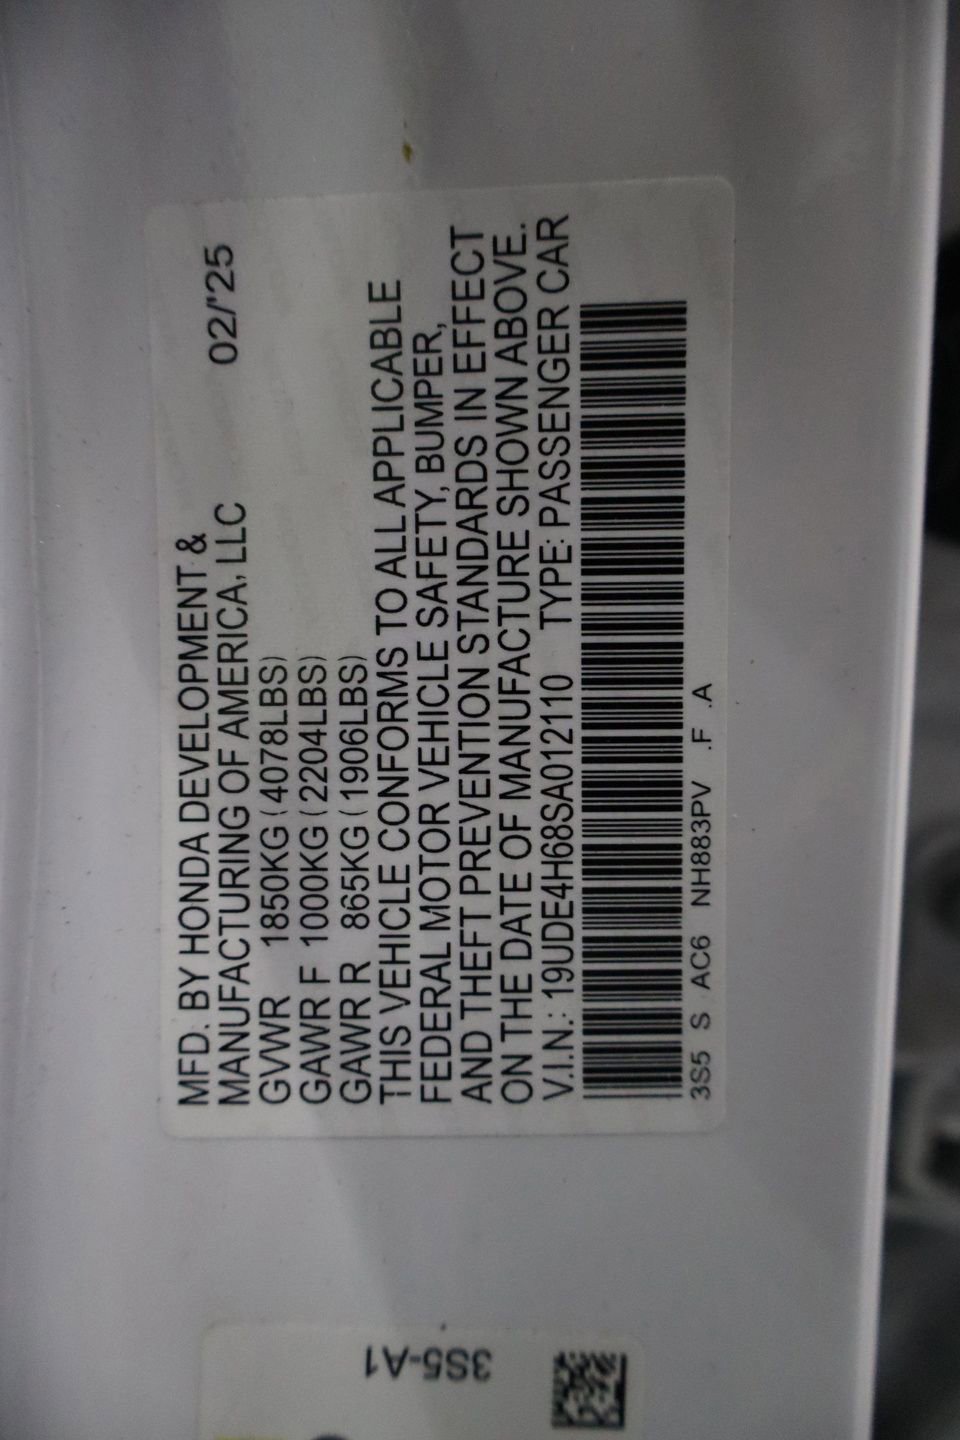 MFD. BY HONDA DEVELOPMENT &
MANUFACTURING OF AMERICA, LLC 02/'25
GVWR 1850KG (4078LBS)
GAWR F 1000KG (2204LBS)
GAWR R 865KG (1906LBS)
THIS VEHICLE CONFORMS TO ALL APPLICABLE
FEDERAL MOTOR VEHICLE SAFETY, BUMPER,
AND THEFT PREVENTION STANDARDS IN EFFECT
ON THE DATE OF MANUFACTURE SHOWN ABOVE.
V.I.N.: 19UDE4H68SA012110 TYPE: PASSENGER CAR
3S5 S AC6 NH883PV .F .A
3S5-A1